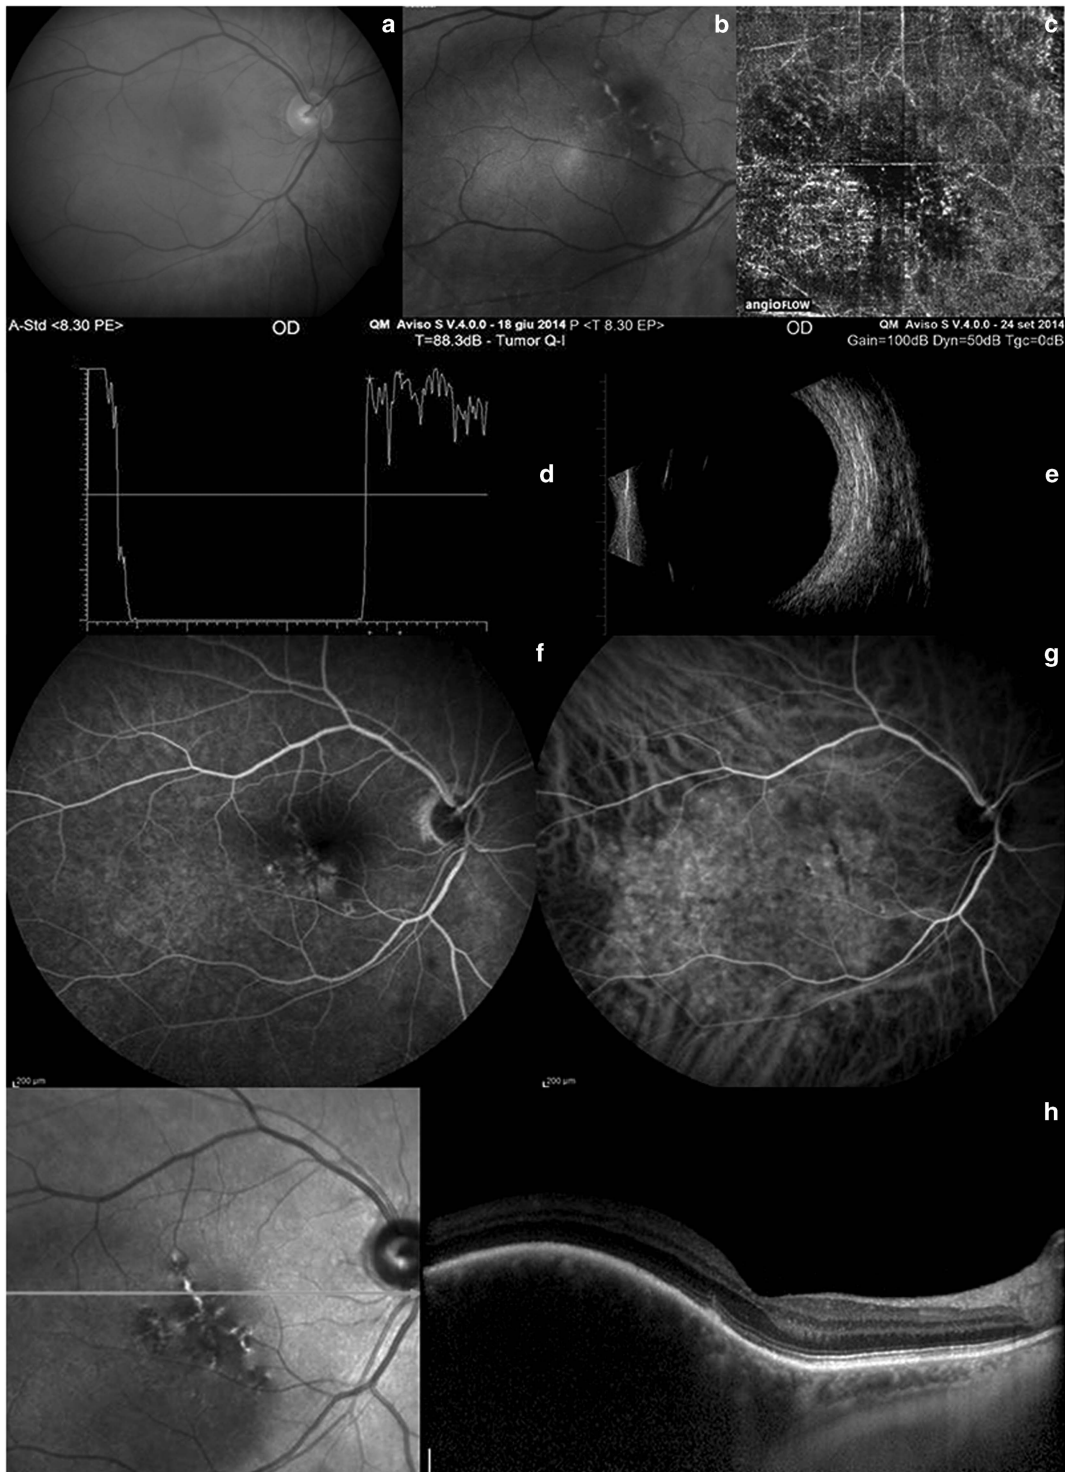 a
b
c
angioFLOW
A-Std <8.30 PE>
OD
QM Aviso S V.4.0.0 - 18 giu 2014
T=88.3dB - Tumor Q-I
P <T 8.30 EP>
OD
QM Aviso S V.4.0.0 - 24 set 2014
Gain=100dB Dyn=50dB Tgc=0dB
d
e
f
g
200 µm
200 µm
h